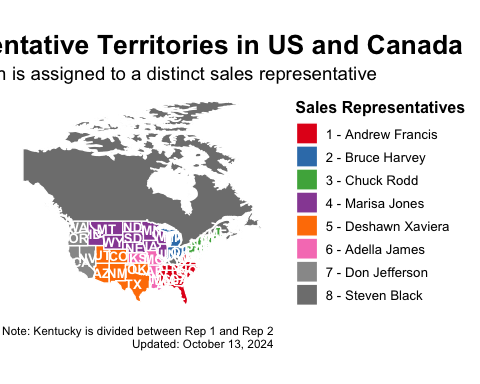 entative Territories in US and Canada
n is assigned to a distinct sales representative
Sales Representatives
1 - Andrew Francis
2 - Bruce Harvey
3 - Chuck Rodd
4 - Marisa Jones
5 - Deshawn Xaviera
6 - Adella James
7 - Don Jefferson
8 - Steven Black
MT ND
OR WY SD
UT CO KS
AZ NM OK
TX
Note: Kentucky is divided between Rep 1 and Rep 2
Updated: October 13, 2024